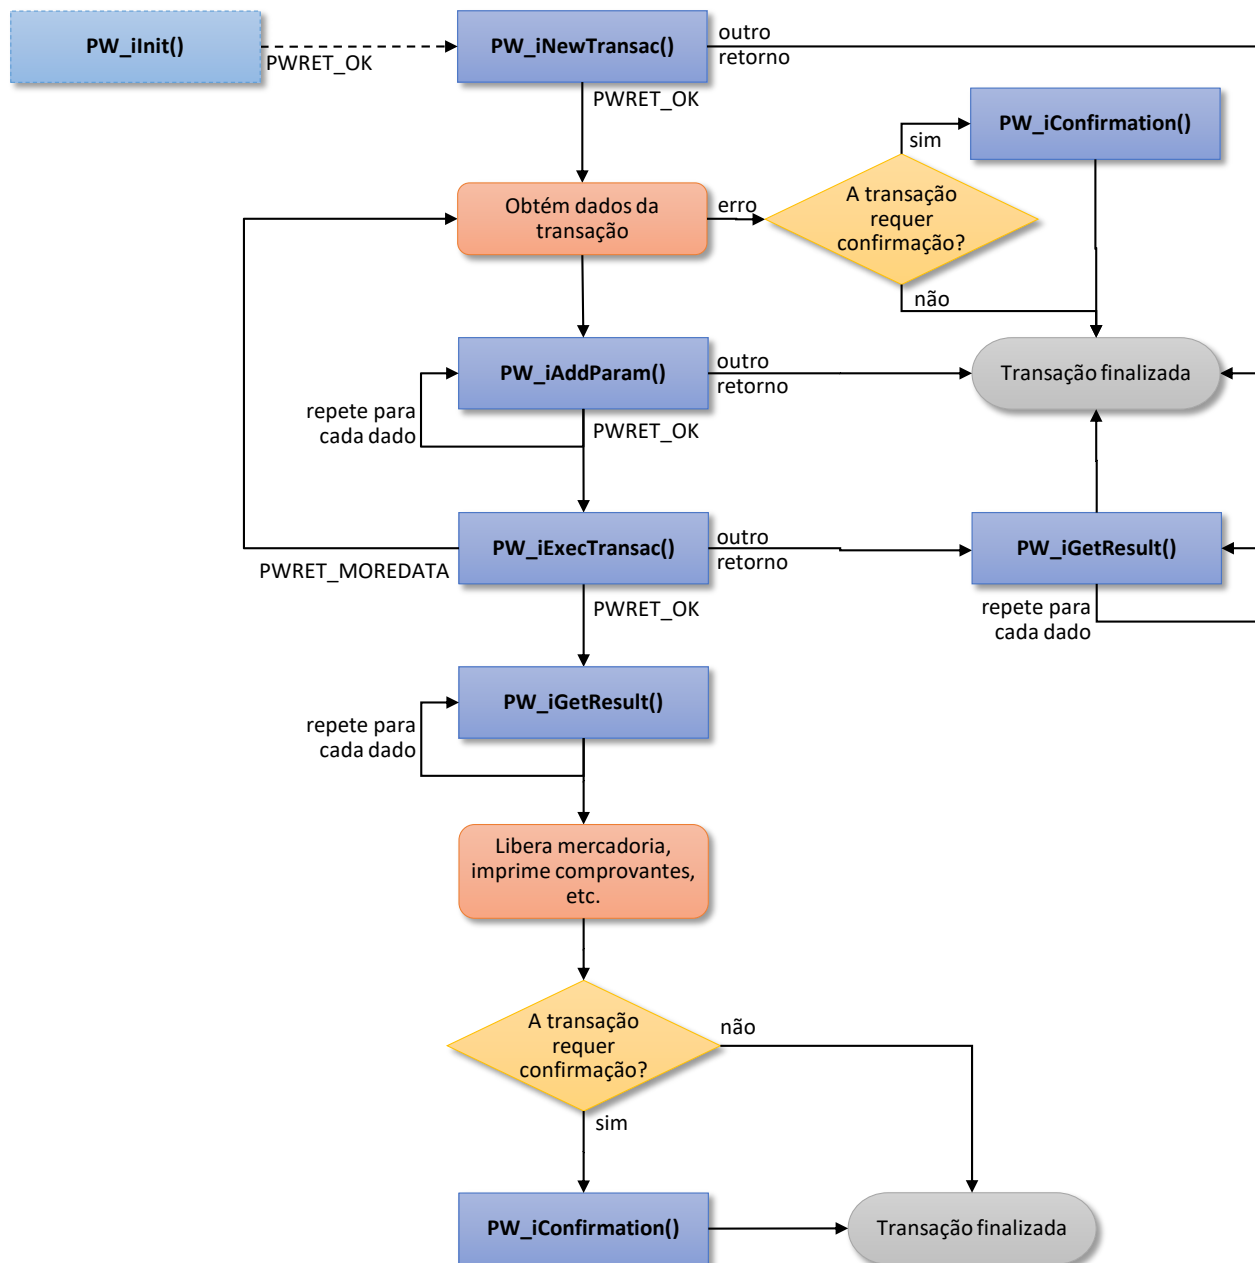 PW_iInit()
PWRET_OK
PW_iNewTransac()
outro
retorno
PWRET_OK
PW_iConfirmation()
sim
Obtém dados da
transação
erro
A transação
requer
confirmação?
não
PW_iAddParam()
outro
retorno
Transação finalizada
repete para
cada dado
PWRET_OK
PW_iExecTransac()
outro
retorno
PW_iGetResult()
PWRET_MOREDATA
PWRET_OK
repete para
cada dado
PW_iGetResult()
repete para
cada dado
Libera mercadoria,
imprime comprovantes,
etc.
A transação
requer
confirmação?
não
sim
PW_iConfirmation()
Transação finalizada